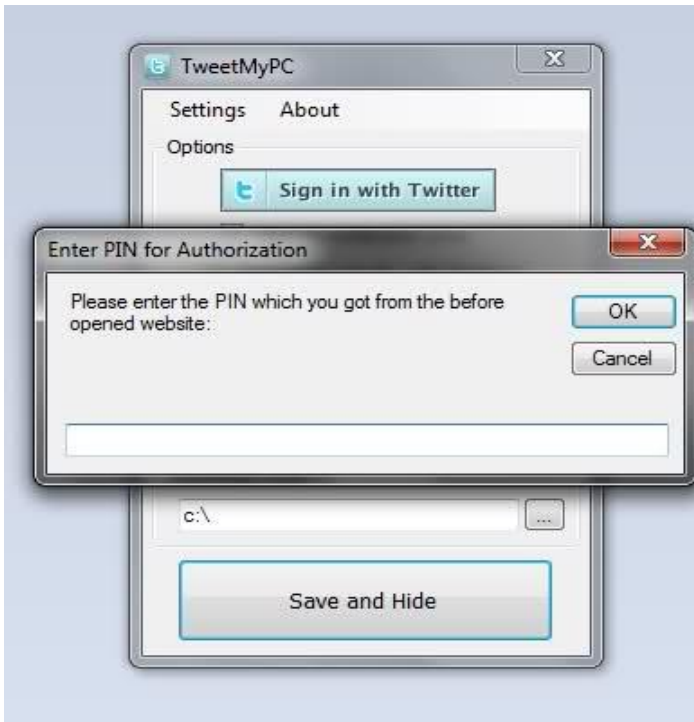 TweetMyPC
Settings About
Options
Sign in with Twitter
Enter PIN for Authorization
Please enter the PIN which you got from the before
opened website:
OK
Cancel
c:\
...
Save and Hide